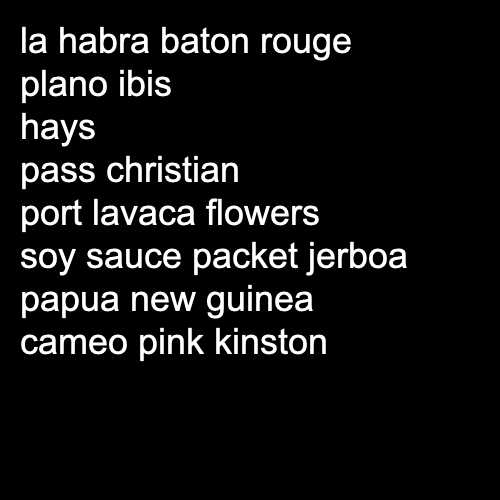 la habra baton rouge
plano ibis
hays
pass christian
port lavaca flowers
soy sauce packet jerboa
papua new guinea
cameo pink kinston